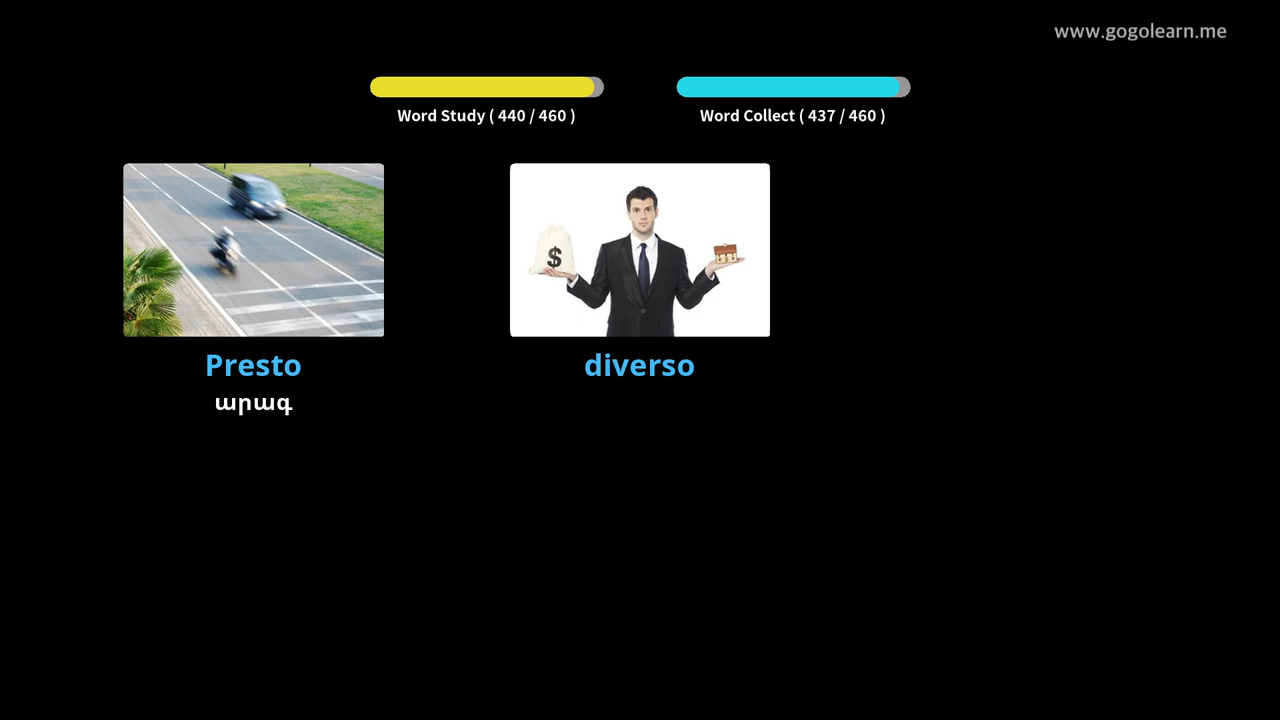 www.gogolearn.me
Word Study ( 440 / 460 )
Word Collect ( 437 / 460 )
$
Presto
diverso
արագ